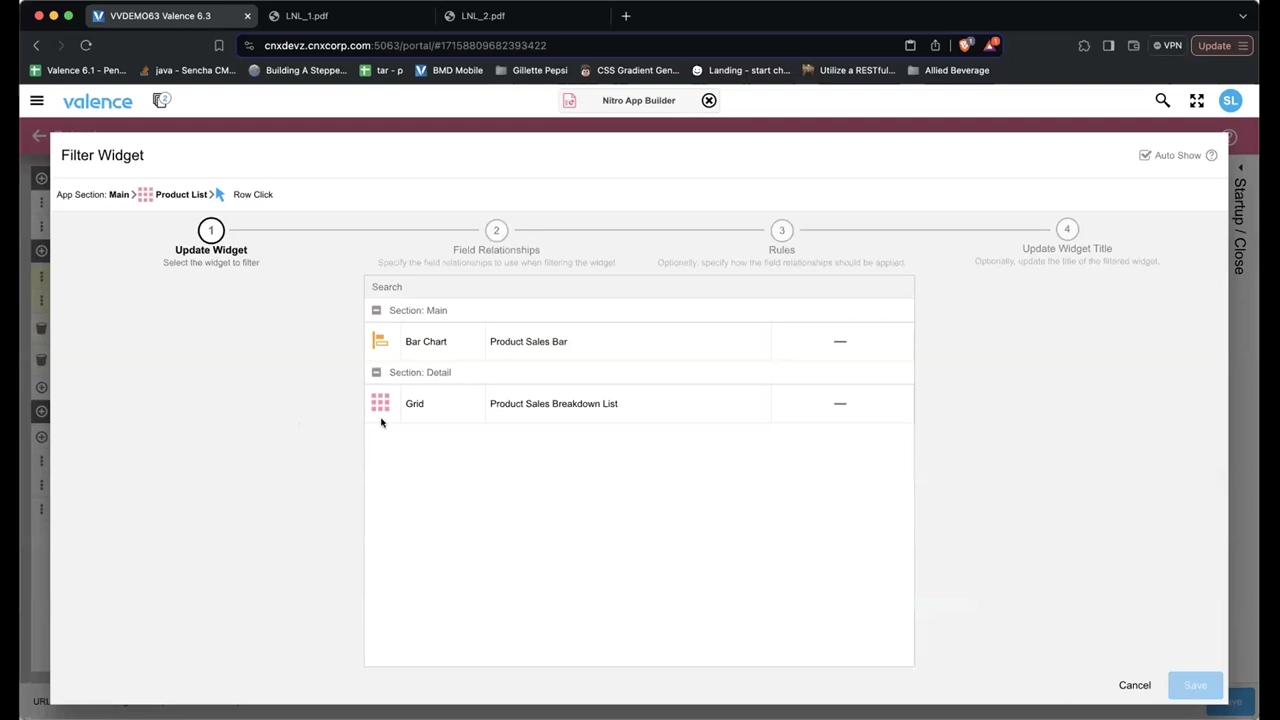 VVDEMO63 Valence 6.3
LNL_1.pdf
LNL_2.pdf
cnxdevz.cnxcorp.com:5063/portal/#17158809682393422
1
VPN
Update
Valence 6.1 - Pen...
java - Sencha CM...
Building A Steppe...
tar - p
BMD Mobile
Gillette Pepsi
CSS Gradient Gen...
Landing - start ch...
Utilize a RESTful...
Allied Beverage
valence
2
Nitro App Builder
SL
Filter Widget
Auto Show
App Section: Main
Product List
Row Click
1
Update Widget
Select the widget to filter
2
Field Relationships
Specify the field relationships to use when filtering the widget.
3
Rules
Optionally, specify how the field relationships should be applied.
4
Update Widget Title
Optionally, update the title of the filtered widget.
Startup / Close
Search
Section: Main
Bar Chart
Product Sales Bar
Section: Detail
Grid
Product Sales Breakdown List
Cancel
Save